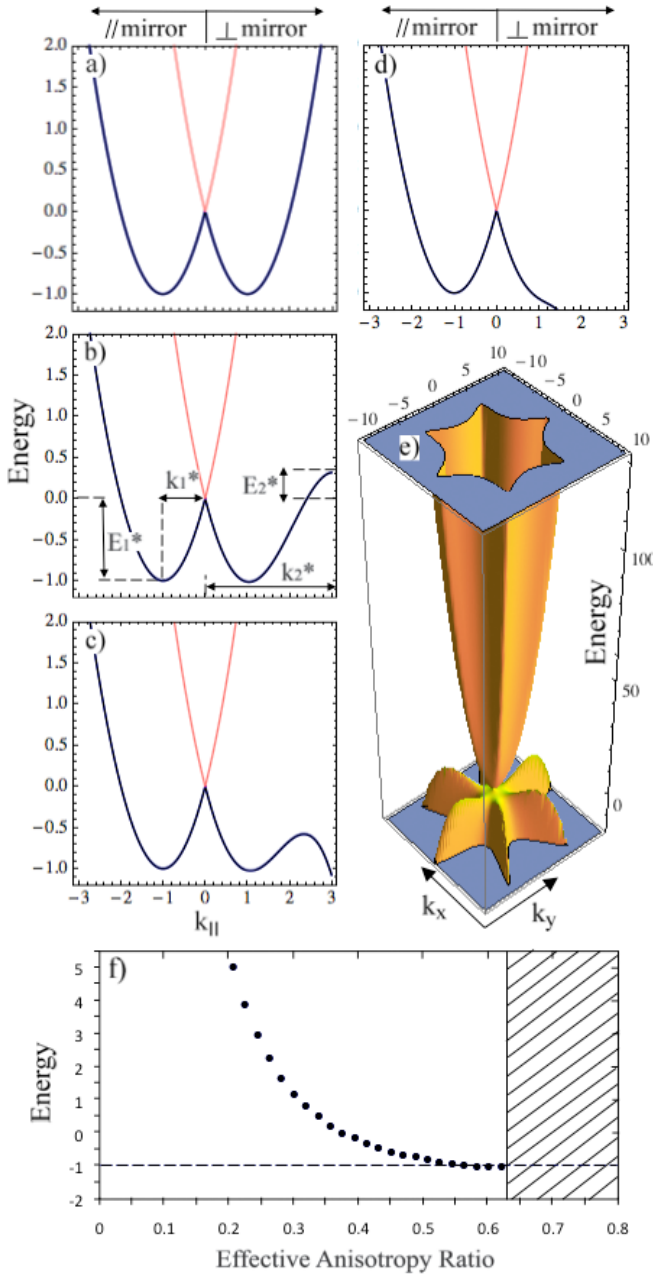 // mirror ⊥ mirror
// mirror ⊥ mirror
a)
2.0
1.5
1.0
0.5
0.0
−0.5
−1.0
d)
−3 −2 −1 0 1 2 3
b)
2.0
1.5
1.0
0.5
0.0
−0.5
−1.0
k1*
E2*
E1*
k2*
Energy
c)
2.0
1.5
1.0
0.5
0.0
−0.5
−1.0
−3 −2 −1 0 1 2 3
k||
e)
−10 −5 0 5 10
−10 −5 0 5 10
100
50
0
Energy
kx
ky
f)
5
4
3
2
1
0
-1
-2
Energy
0 0.1 0.2 0.3 0.4 0.5 0.6 0.7 0.8
Effective Anisotropy Ratio